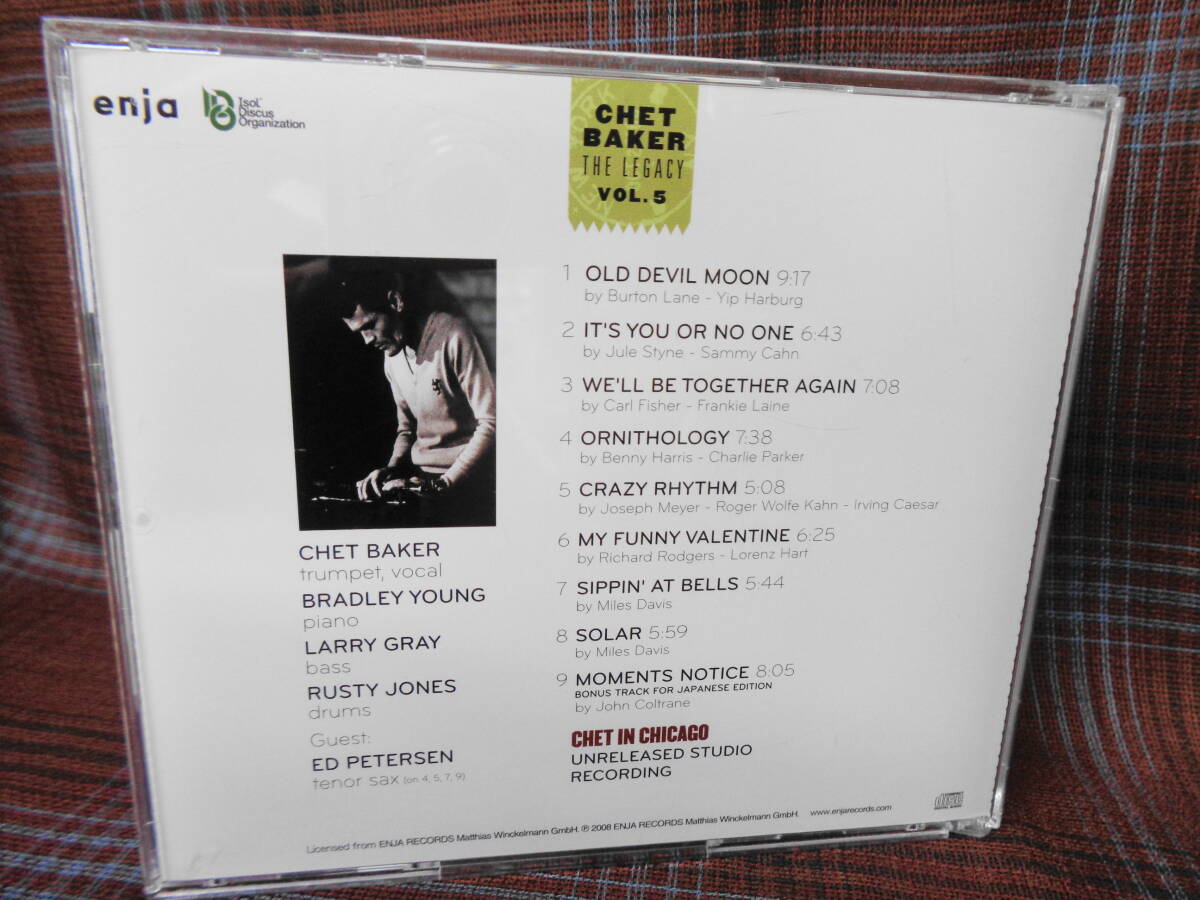 enja
Isol°
Discus
Organization
CHET
BAKER
THE LEGACY
VOL. 5
1 OLD DEVIL MOON 9:17
by Burton Lane - Yip Harburg
2 IT'S YOU OR NO ONE 6:43
by Jule Styne - Sammy Cahn
3 WE'LL BE TOGETHER AGAIN 7:08
by Carl Fisher - Frankie Laine
4 ORNITHOLOGY 7:38
by Benny Harris - Charlie Parker
5 CRAZY RHYTHM 5:08
by Joseph Meyer - Roger Wolfe Kahn - Irving Caesar
6 MY FUNNY VALENTINE 6:25
by Richard Rodgers - Lorenz Hart
7 SIPPIN' AT BELLS 5:44
by Miles Davis
8 SOLAR 5:59
by Miles Davis
9 MOMENTS NOTICE 8:05
BONUS TRACK FOR JAPANESE EDITION
by John Coltrane
CHET IN CHICAGO
UNRELEASED STUDIO
RECORDING
CHET BAKER
trumpet, vocal
BRADLEY YOUNG
piano
LARRY GRAY
bass
RUSTY JONES
drums
Guest:
ED PETERSEN
tenor sax (on 4, 5, 7, 9)
Licensed from ENJA RECORDS Matthias Winckelmann GmbH. ℗ 2008 ENJA RECORDS Matthias Winckelmann GmbH. www.enjarecords.com